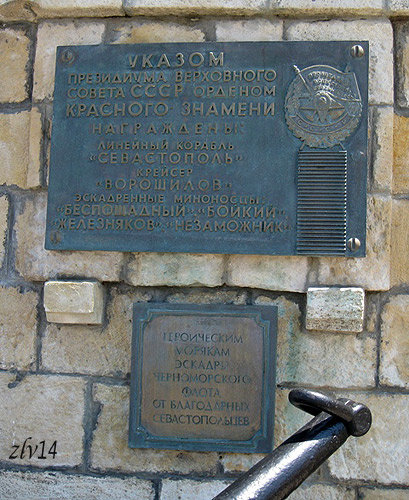 УКАЗОМ
ПРЕЗИДИУМА ВЕРХОВНОГО
СОВЕТА СССР ОРДЕНОМ
КРАСНОГО ЗНАМЕНИ
НАГРАЖДЕНЫ:
ЛИНЕЙНЫЙ КОРАБЛЬ
«СЕВАСТОПОЛЬ»
КРЕЙСЕР
«ВОРОШИЛОВ»
ЭСКАДРЕННЫЕ МИНОНОСЦЫ:
"БЕСПОЩАДНЫЙ", "БОЙКИЙ",
"ЖЕЛЕЗНЯКОВ", "НЕЗАМОЖНИК"
ГЕРОИЧЕСКИМ
МОРЯКАМ
ЭСКАДРЫ
ЧЕРНОМОРСКОГО
ФЛОТА
ОТ БЛАГОДАРНЫХ
СЕВАСТОПОЛЬЦЕВ
zlv14